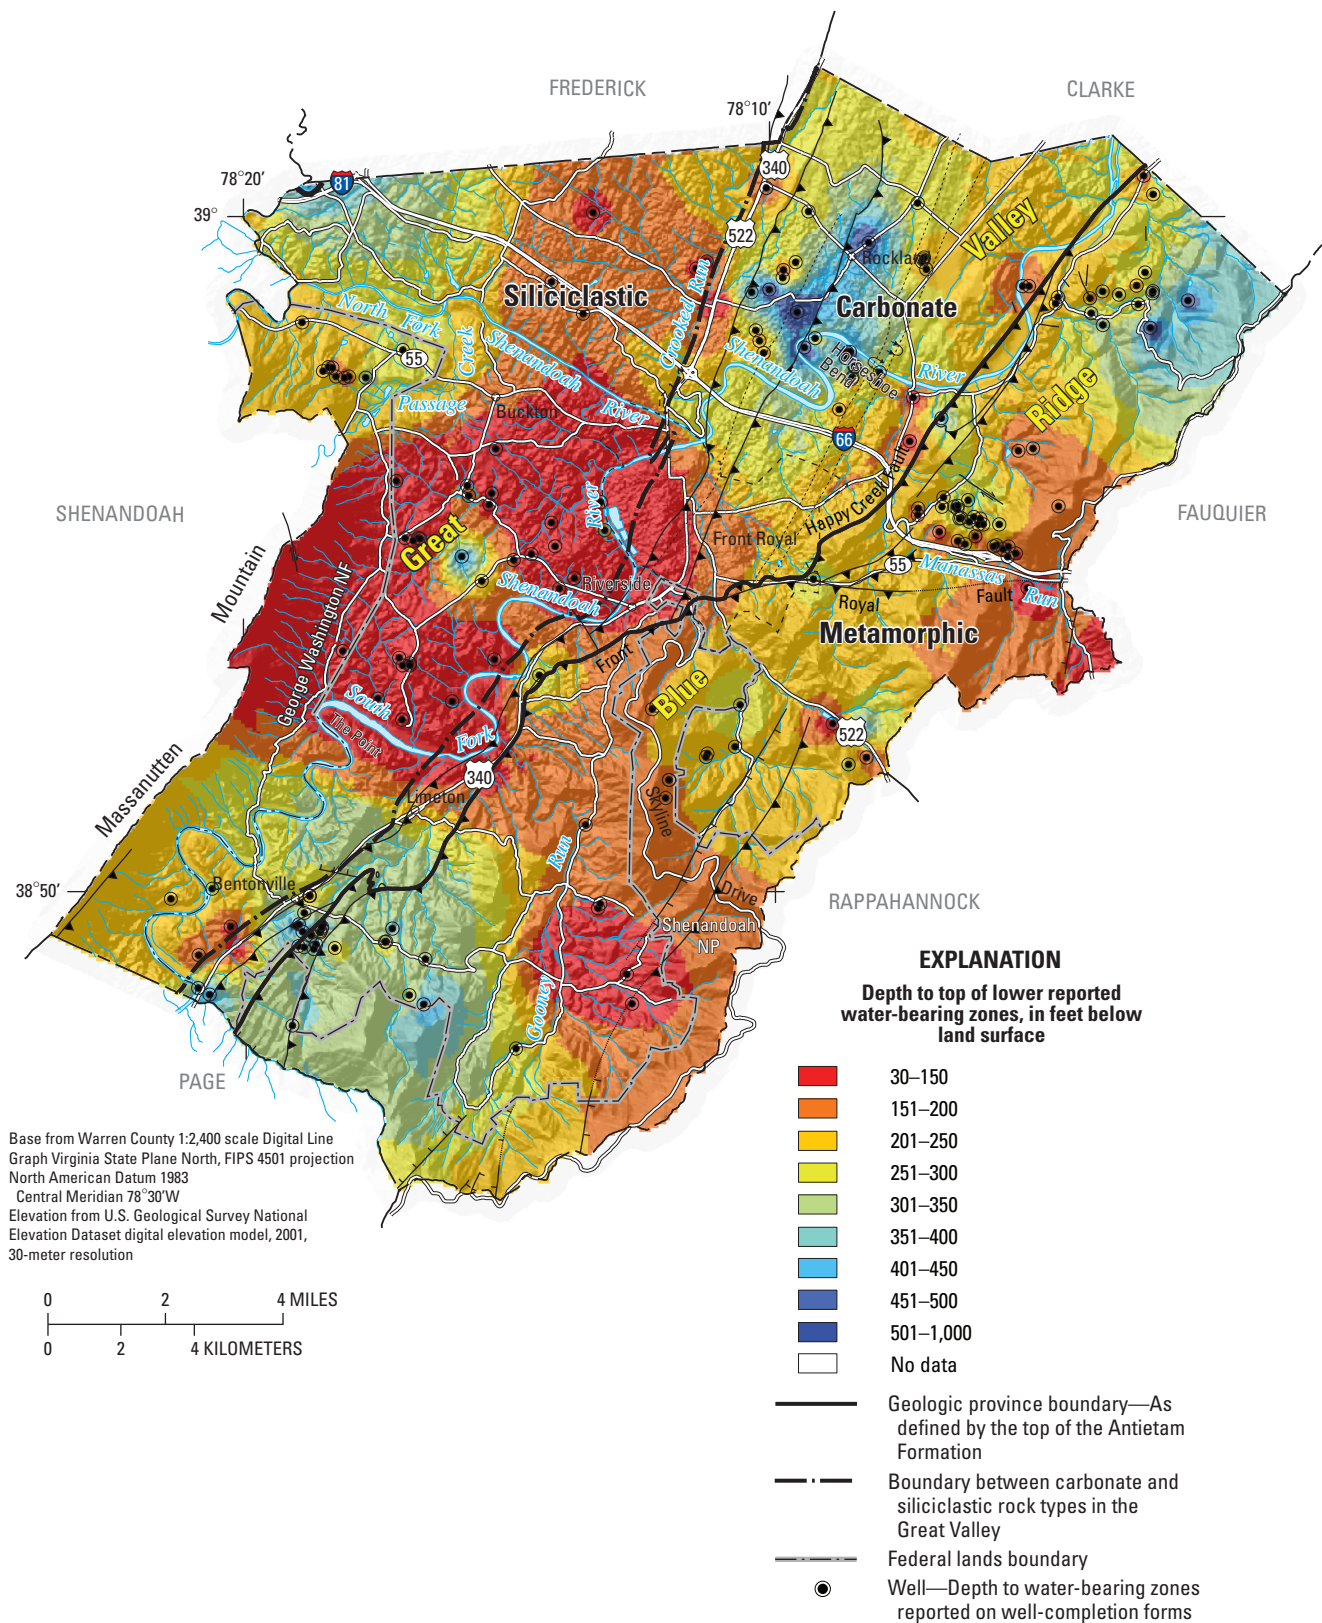 FREDERICK
CLARKE
78°10'
340
78°20'
81
39°
522
Valley
Rockland
Crooked Run
Siliciclastic
Carbonate
North Fork Shenandoah River
Shenandoah River
Horseshoe
Bend
55
Creek
Passage
Buckton
Ridge
66
SHENANDOAH
River
Happy Creek Fault
FAUQUIER
Great
Front Royal
Mountain
George Washington NF
Shenandoah
Riverside
55
Manassas
Run
Royal
Fault
Metamorphic
Front
Blue
South
The Point
Fork
522
Massanutten
340
Limeton
Skyline
Run
Bentonville
38°50'
Drive
RAPPAHANNOCK
Shenandoah
NP
Gooney
PAGE
EXPLANATION
Depth to top of lower reported
water-bearing zones, in feet below
land surface
30–150
151–200
201–250
251–300
301–350
351–400
401–450
451–500
501–1,000
No data
Geologic province boundary—As
defined by the top of the Antietam
Formation
Boundary between carbonate and
siliciclastic rock types in the
Great Valley
Federal lands boundary
Well—Depth to water-bearing zones
reported on well-completion forms
Base from Warren County 1:2,400 scale Digital Line
Graph Virginia State Plane North, FIPS 4501 projection
North American Datum 1983
Central Meridian 78°30'W
Elevation from U.S. Geological Survey National
Elevation Dataset digital elevation model, 2001,
30-meter resolution
0 2 4 MILES
0 2 4 KILOMETERS